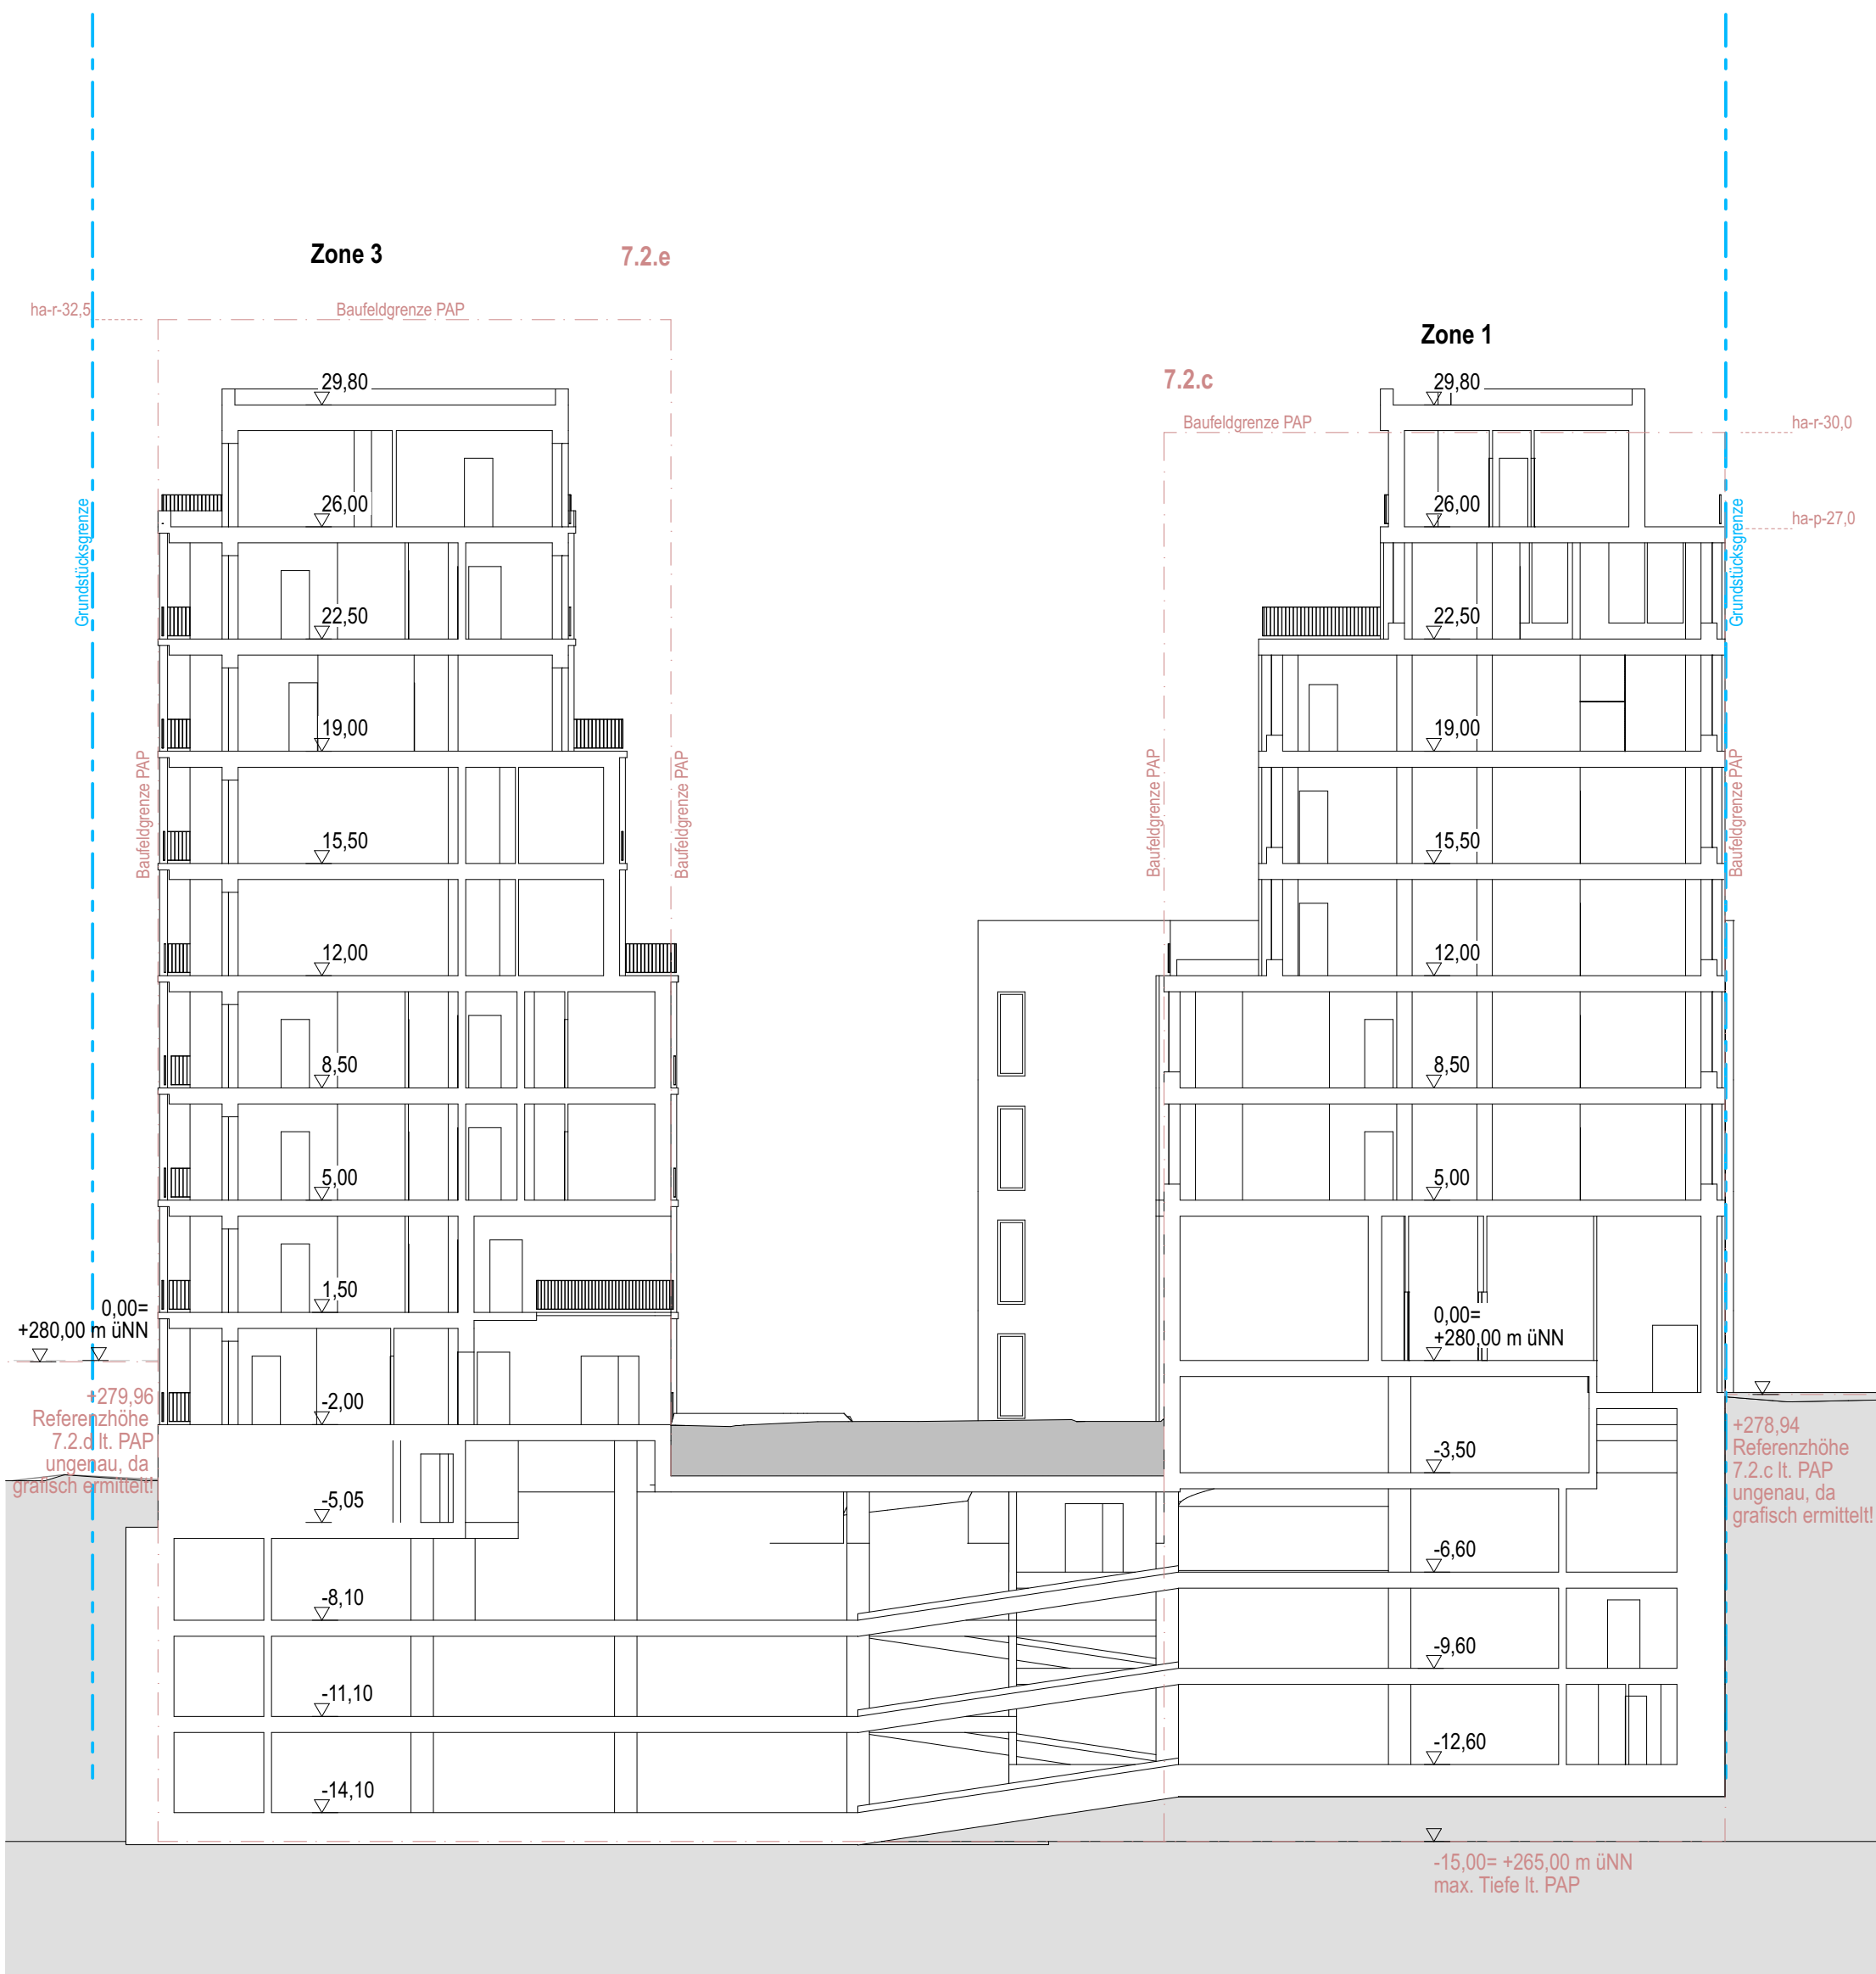 Zone 3
7.2.e
ha-r-32,5
Baufeldgrenze PAP
Zone 1
7.2.c
Baufeldgrenze PAP
ha-r-30,0
ha-p-27,0
Grundstücksgrenze
Grundstücksgrenze
Baufeldgrenze PAP
Baufeldgrenze PAP
Baufeldgrenze PAP
Baufeldgrenze PAP
29,80
26,00
22,50
19,00
15,50
12,00
8,50
5,00
1,50
-2,00
-5,05
-8,10
-11,10
-14,10
0,00=
+280,00 m üNN
+279,96
Referenzhöhe
7.2.d lt. PAP
ungenau, da
grafisch ermittelt!
29,80
26,00
22,50
19,00
15,50
12,00
8,50
5,00
0,00=
+280,00 m üNN
-3,50
-6,60
-9,60
-12,60
+278,94
Referenzhöhe
7.2.c lt. PAP
ungenau, da
grafisch ermittelt!
-15,00= +265,00 m üNN
max. Tiefe lt. PAP